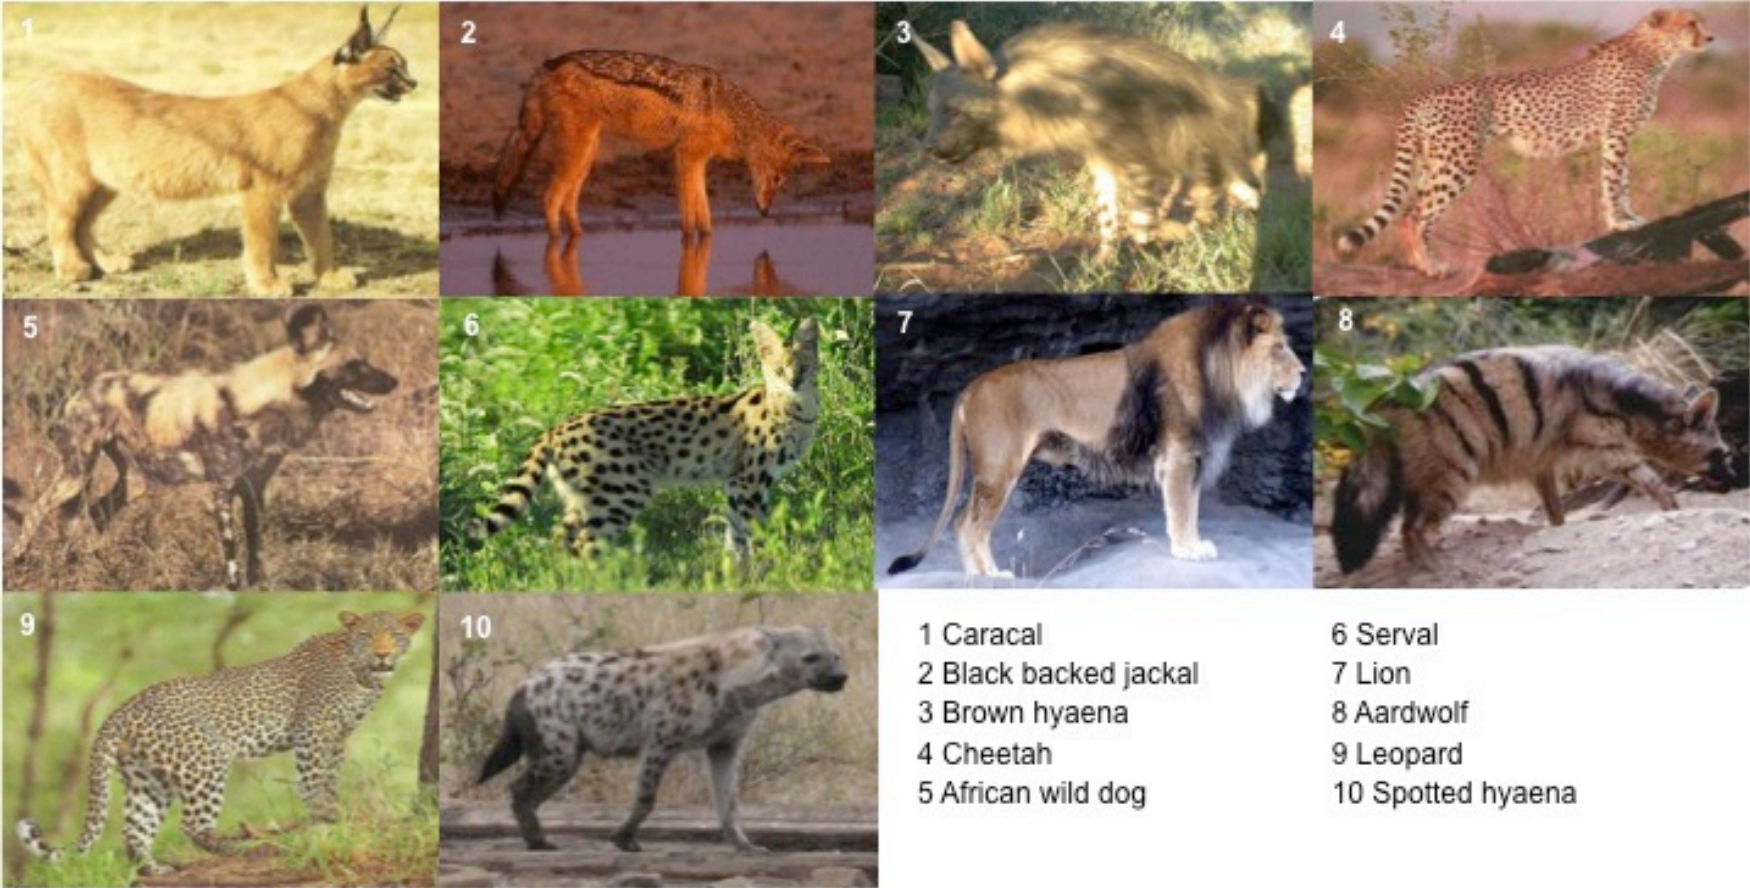 1
2
3
4
5
6
7
8
9
10
1 Caracal
2 Black backed jackal
3 Brown hyaena
4 Cheetah
5 African wild dog
6 Serval
7 Lion
8 Aardwolf
9 Leopard
10 Spotted hyaena